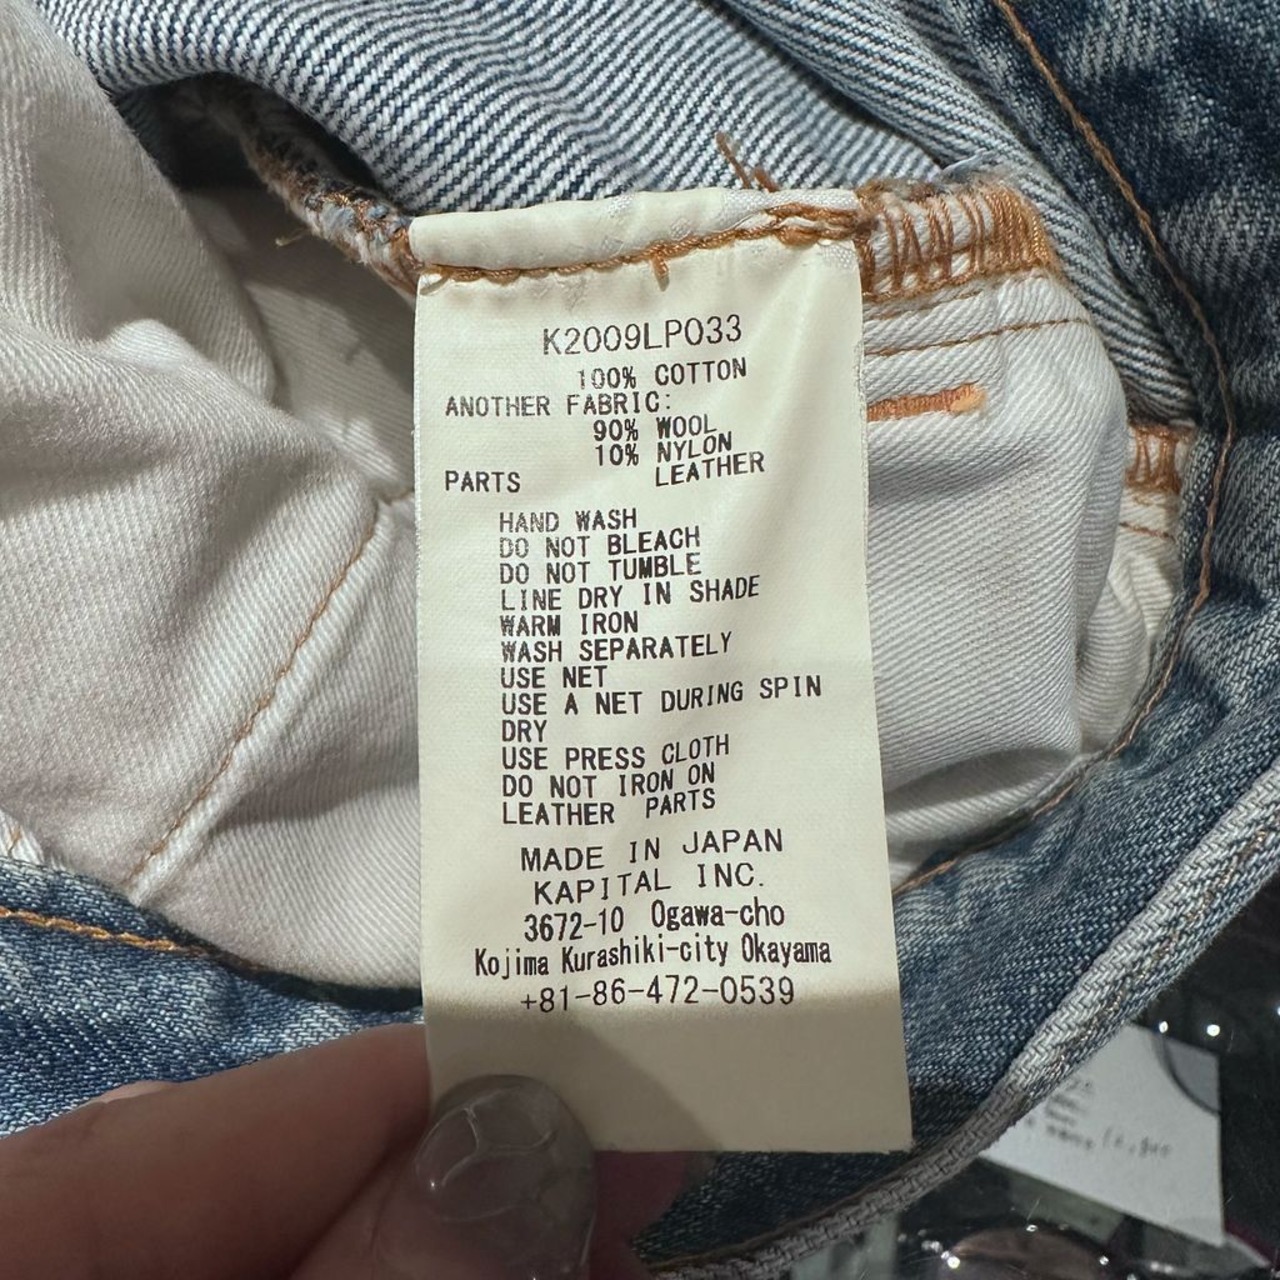 K2009LP033
100% COTTON
ANOTHER FABRIC:
90% WOOL
10% NYLON
PARTS LEATHER
HAND WASH
DO NOT BLEACH
DO NOT TUMBLE
LINE DRY IN SHADE
WARM IRON
WASH SEPARATELY
USE NET
USE A NET DURING SPIN
DRY
USE PRESS CLOTH
DO NOT IRON ON
LEATHER PARTS
MADE IN JAPAN
KAPITAL INC.
3672-10 Ogawa-cho
Kojima Kurashiki-city Okayama
+81-86-472-0539